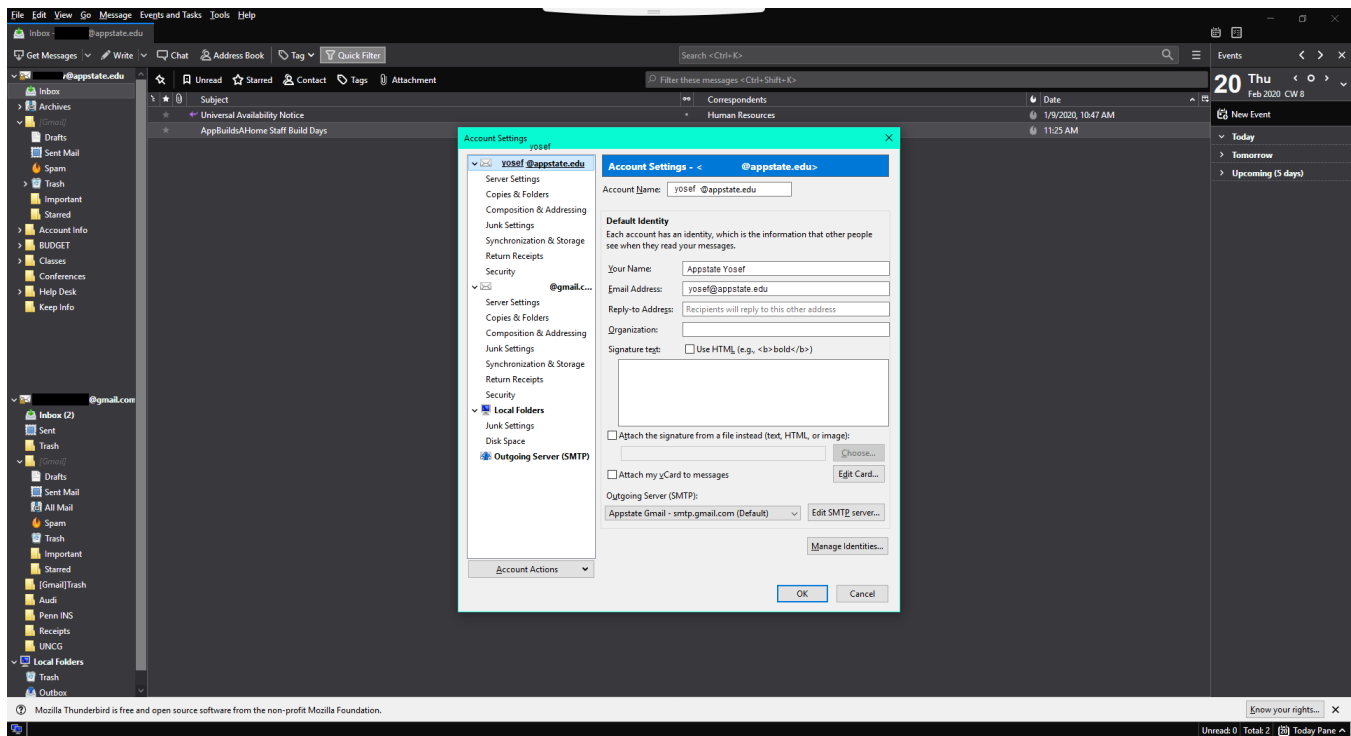 File Edit View Go Message Events and Tasks Tools Help
Inbox - @appstate.edu
Get Messages Write Chat Address Book Tag Quick Filter Search <Ctrl+K>
Events
r@appstate.edu
Inbox
Archives
[Gmail]
Drafts
Sent Mail
Spam
Trash
Important
Starred
Account Info
BUDGET
Classes
Conferences
Help Desk
Keep Info
@gmail.com
Inbox (2)
Sent
Trash
[Gmail]
Drafts
Sent Mail
All Mail
Spam
Trash
Important
Starred
[Gmail]Trash
Audi
Penn INS
Receipts
UNCG
Local Folders
Trash
Outbox
Unread Starred Contact Tags Attachment Filter these messages <Ctrl+Shift+K>
Subject Correspondents Date
Universal Availability Notice Human Resources 1/9/2020, 10:47 AM
AppBuildsAHome Staff Build Days 11:25 AM
Account Settings
yosef
yosef @appstate.edu
Server Settings
Copies & Folders
Composition & Addressing
Junk Settings
Synchronization & Storage
Return Receipts
Security
@gmail.c...
Server Settings
Copies & Folders
Composition & Addressing
Junk Settings
Synchronization & Storage
Return Receipts
Security
Local Folders
Junk Settings
Disk Space
Outgoing Server (SMTP)
Account Actions
Account Settings - < @appstate.edu>
Account Name: yosef @appstate.edu
Default Identity
Each account has an identity, which is the information that other people
see when they read your messages.
Your Name: Appstate Yosef
Email Address: yosef@appstate.edu
Reply-to Address: Recipients will reply to this other address
Organization:
Signature text: Use HTML (e.g., <b>bold</b>)
Attach the signature from a file instead (text, HTML, or image):
Choose...
Attach my vCard to messages Edit Card...
Outgoing Server (SMTP):
Appstate Gmail - smtp.gmail.com (Default) Edit SMTP server...
Manage Identities...
OK Cancel
20 Thu
Feb 2020 CW 8
New Event
Today
Tomorrow
Upcoming (5 days)
Mozilla Thunderbird is free and open source software from the non-profit Mozilla Foundation. Know your rights...
Unread: 0 Total: 2 20 Today Pane